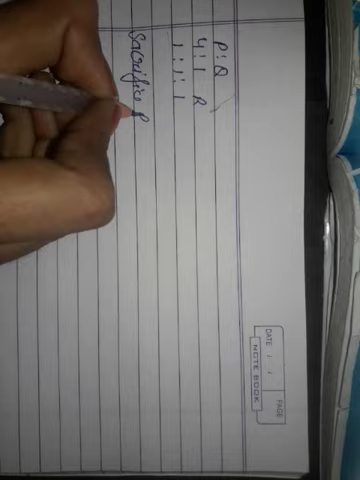 PAGE
DATE / /
NOTE BOOK
P : Q
4 : 1 R
1 : 1 : 1
Sacrifice R